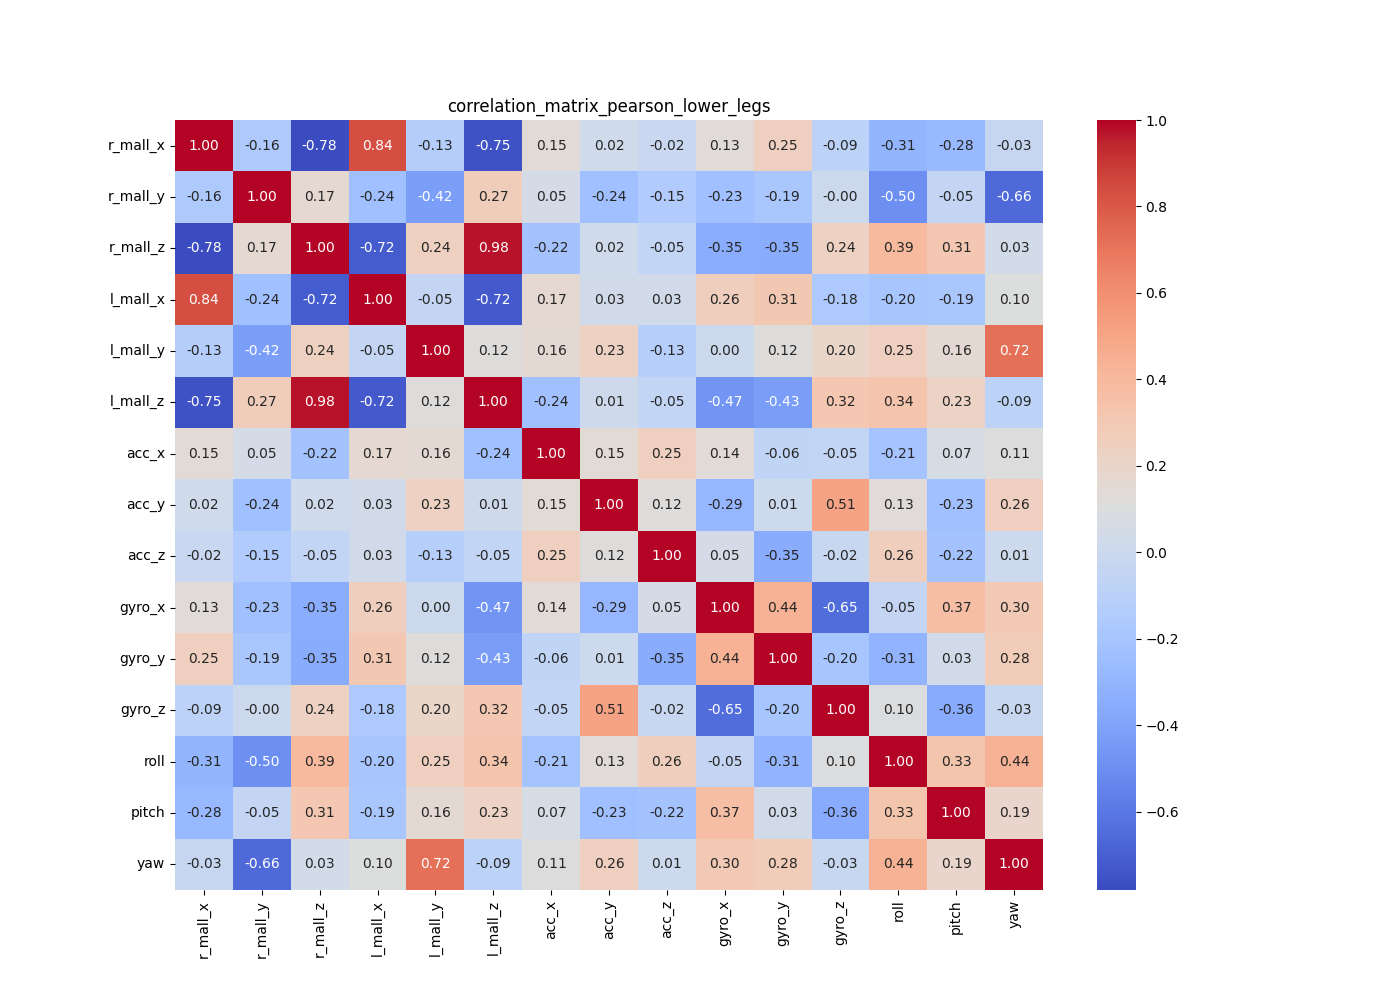 correlation_matrix_pearson_lower_legs
r_mall_x 1.00 -0.16 -0.78 0.84 -0.13 -0.75 0.15 0.02 -0.02 0.13 0.25 -0.09 -0.31 -0.28 -0.03
r_mall_y -0.16 1.00 0.17 -0.24 -0.42 0.27 0.05 -0.24 -0.15 -0.23 -0.19 -0.00 -0.50 -0.05 -0.66
r_mall_z -0.78 0.17 1.00 -0.72 0.24 0.98 -0.22 0.02 -0.05 -0.35 -0.35 0.24 0.39 0.31 0.03
l_mall_x 0.84 -0.24 -0.72 1.00 -0.05 -0.72 0.17 0.03 0.03 0.26 0.31 -0.18 -0.20 -0.19 0.10
l_mall_y -0.13 -0.42 0.24 -0.05 1.00 0.12 0.16 0.23 -0.13 0.00 0.12 0.20 0.25 0.16 0.72
l_mall_z -0.75 0.27 0.98 -0.72 0.12 1.00 -0.24 0.01 -0.05 -0.47 -0.43 0.32 0.34 0.23 -0.09
acc_x 0.15 0.05 -0.22 0.17 0.16 -0.24 1.00 0.15 0.25 0.14 -0.06 -0.05 -0.21 0.07 0.11
acc_y 0.02 -0.24 0.02 0.03 0.23 0.01 0.15 1.00 0.12 -0.29 0.01 0.51 0.13 -0.23 0.26
acc_z -0.02 -0.15 -0.05 0.03 -0.13 -0.05 0.25 0.12 1.00 0.05 -0.35 -0.02 0.26 -0.22 0.01
gyro_x 0.13 -0.23 -0.35 0.26 0.00 -0.47 0.14 -0.29 0.05 1.00 0.44 -0.65 -0.05 0.37 0.30
gyro_y 0.25 -0.19 -0.35 0.31 0.12 -0.43 -0.06 0.01 -0.35 0.44 1.00 -0.20 -0.31 0.03 0.28
gyro_z -0.09 -0.00 0.24 -0.18 0.20 0.32 -0.05 0.51 -0.02 -0.65 -0.20 1.00 0.10 -0.36 -0.03
roll -0.31 -0.50 0.39 -0.20 0.25 0.34 -0.21 0.13 0.26 -0.05 -0.31 0.10 1.00 0.33 0.44
pitch -0.28 -0.05 0.31 -0.19 0.16 0.23 0.07 -0.23 -0.22 0.37 0.03 -0.36 0.33 1.00 0.19
yaw -0.03 -0.66 0.03 0.10 0.72 -0.09 0.11 0.26 0.01 0.30 0.28 -0.03 0.44 0.19 1.00
r_mall_x r_mall_y r_mall_z l_mall_x l_mall_y l_mall_z acc_x acc_y acc_z gyro_x gyro_y gyro_z roll pitch yaw
1.0
0.8
0.6
0.4
0.2
0.0
−0.2
−0.4
−0.6